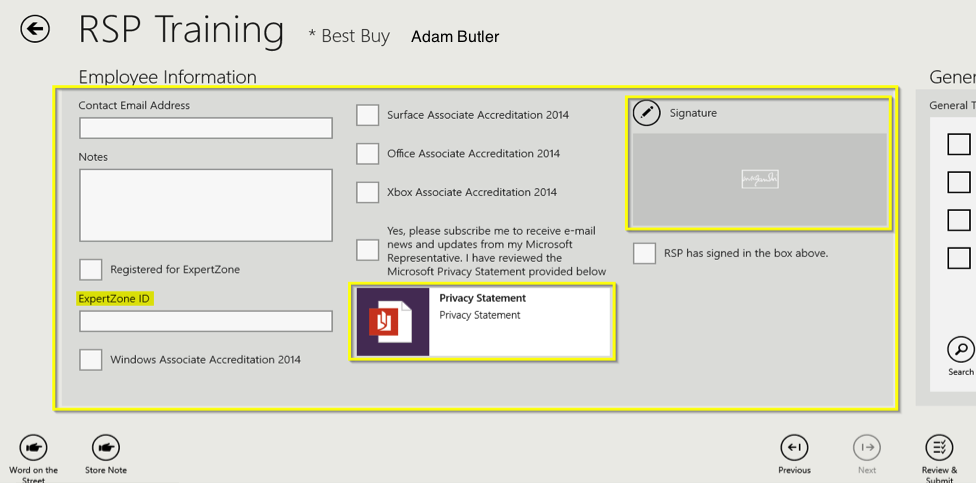 RSP Training * Best Buy Adam Butler
Employee Information
Contact Email Address
Notes
Registered for ExpertZone
ExpertZone ID
Windows Associate Accreditation 2014
Surface Associate Accreditation 2014
Office Associate Accreditation 2014
Xbox Associate Accreditation 2014
Yes, please subscribe me to receive e-mail
news and updates from my Microsoft
Representative. I have reviewed the
Microsoft Privacy Statement provided below
Privacy Statement
Privacy Statement
Signature
RSP has signed in the box above.
Gener
General T
Search
Word on the
Street
Store Note
Previous
Next
Review &
Submit